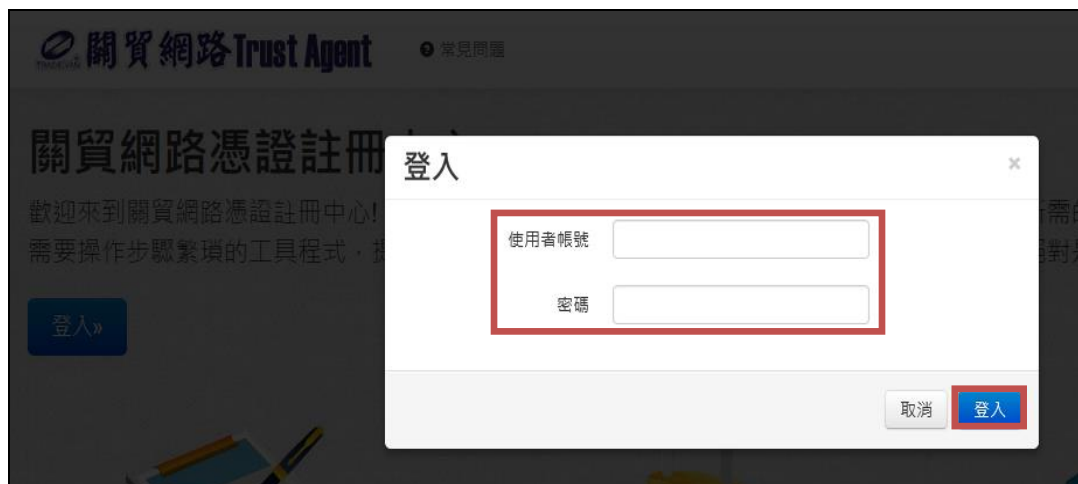 關貿網路Trust Agent
常見問題
關貿網路憑證註冊
歡迎來到關貿網路憑證註冊中心!
需要操作步驟繁瑣的工具程式，
登入»
登入
×
使用者帳號
密碼
取消
登入